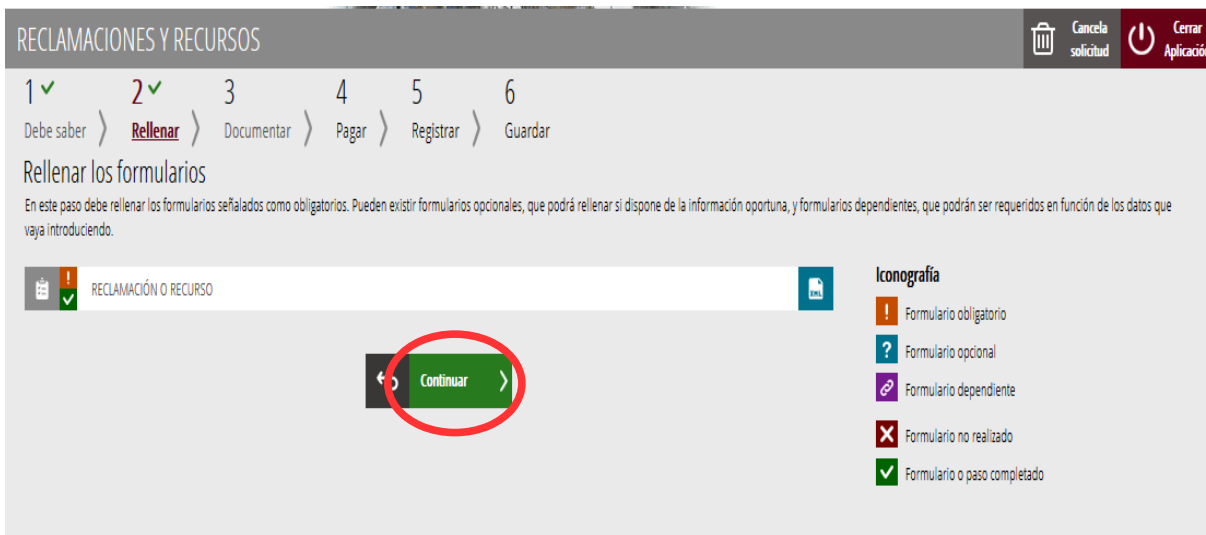 RECLAMACIONES Y RECURSOS
Cancela
solicitud
Cerrar
Aplicación
1
2
3
4
5
6
Debe saber
Rellenar
Documentar
Pagar
Registrar
Guardar
Rellenar los formularios
En este paso debe rellenar los formularios señalados como obligatorios. Pueden existir formularios opcionales, que podrá rellenar si dispone de la información oportuna, y formularios dependientes, que podrán ser requeridos en función de los datos que
vaya introduciendo.
! RECLAMACIÓN O RECURSO
XML
Continuar
Iconografía
! Formulario obligatorio
? Formulario opcional
Formulario dependiente
Formulario no realizado
Formulario o paso completado